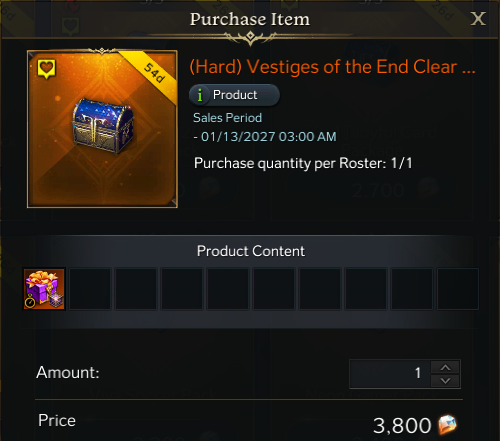 Purchase Item
X
54d
(Hard) Vestiges of the End Clear ...
i Product
Sales Period
- 01/13/2027 03:00 AM
Purchase quantity per Roster: 1/1
Product Content
Amount:
1
Price
3,800